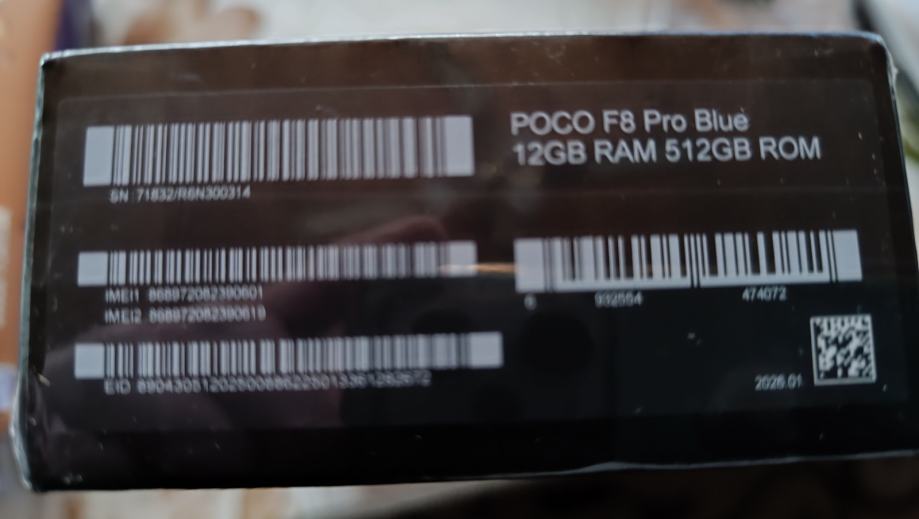 POCO F8 Pro Blue
12GB RAM 512GB ROM
SN: 71832/R6N300314
IMEI1: 868972082390601
IMEI2: 868972082390619
6 932554 474072
EID:
2026.01